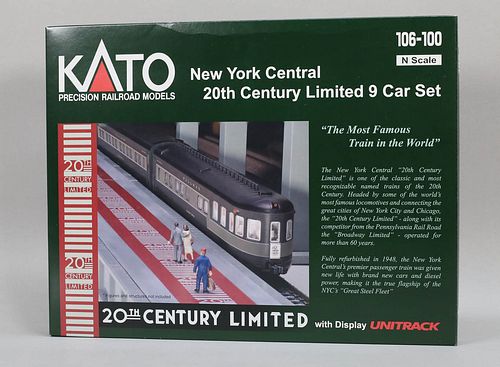 106-100
N Scale
KATO
PRECISION RAILROAD MODELS
New York Central
20th Century Limited 9 Car Set
"The Most Famous
Train in the World"
The New York Central "20th Century
Limited" is one of the classic and most
recognizable named trains of the 20th
Century. Headed by some of the world's
most famous locomotives and connecting the
great cities of New York City and Chicago,
the "20th Century Limited" - along with its
competitor from the Pennsylvania Rail Road
the "Broadway Limited" - operated for
more than 60 years.
Fully refurbished in 1948, the New York
Central's premier passenger train was given
new life with brand new cars and diesel
power, making it the true flagship of the
NYC's "Great Steel Fleet"
20TH
CENTURY
LIMITED
20TH
CENTURY
LIMITED
Figures and structures not included
20TH CENTURY LIMITED with Display UNITRACK